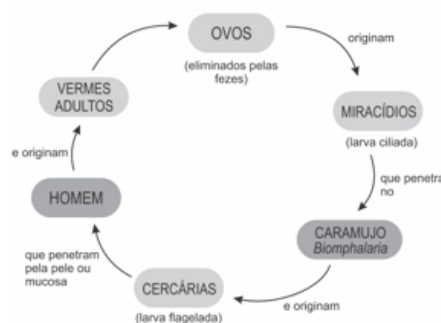 OVOS
(eliminados pelas
fezes)
originam
MIRACÍDIOS
(larva ciliada)
que penetra
no
CARAMUJO
Biomphalaria
e originam
CERCÁRIAS
(larva flagelada)
que penetram
pela pele ou
mucosa
HOMEM
e originam
VERMES
ADULTOS